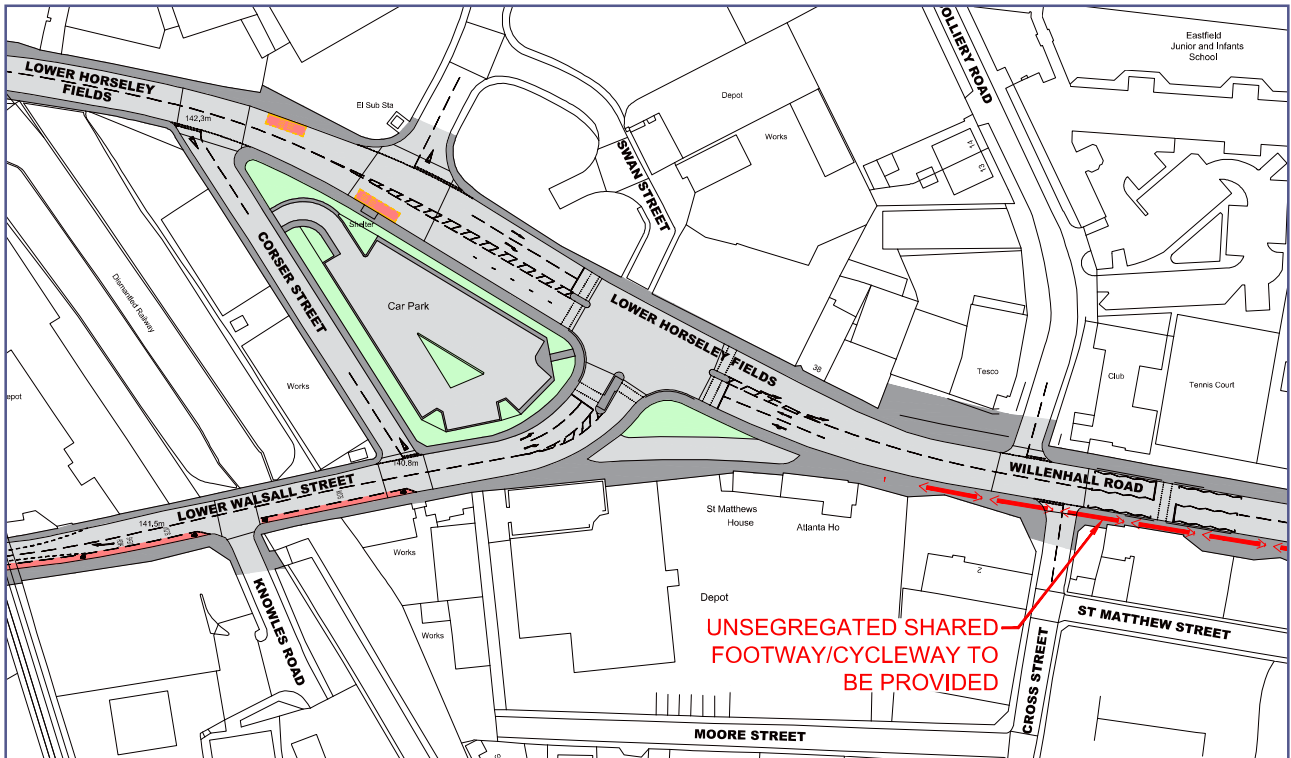 LOWER HORSELEY
FIELDS
142.3m
El Sub Sta
Depot
Works
SWAN STREET
OLLIERY ROAD
14
13
Eastfield
Junior and Infants
School
Shelter
CORSER STREET
Car Park
Dismantled Railway
Works
epot
LOWER HORSELEY FIELDS
38
Tesco
Club
Tennis Court
140.8m
LOWER WALSALL STREET
141.5m
WILLENHALL ROAD
St Matthews
House
Atlanta Ho
Works
KNOWLES ROAD
Works
Depot
2
UNSEGREGATED SHARED
FOOTWAY/CYCLEWAY TO
BE PROVIDED
ST MATTHEW STREET
CROSS STREET
MOORE STREET